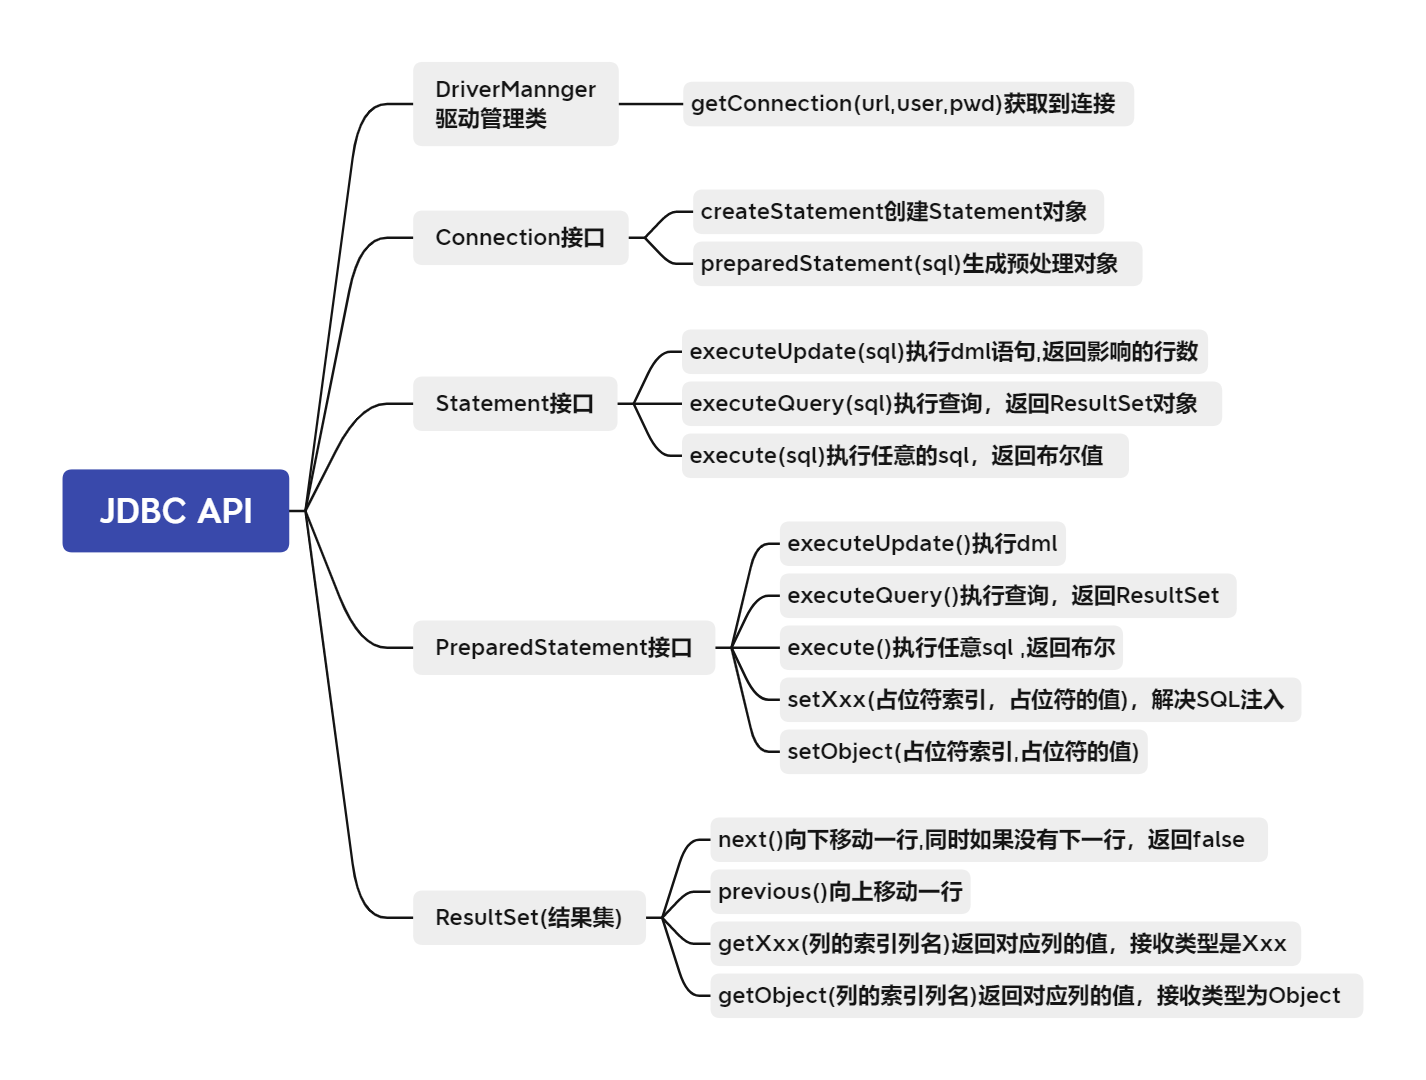 JDBC API
DriverMannger
驱动管理类
getConnection(url,user,pwd)获取到连接
Connection接口
createStatement创建Statement对象
preparedStatement(sql)生成预处理对象
Statement接口
executeUpdate(sql)执行dml语句,返回影响的行数
executeQuery(sql)执行查询，返回ResultSet对象
execute(sql)执行任意的sql，返回布尔值
PreparedStatement接口
executeUpdate()执行dml
executeQuery()执行查询，返回ResultSet
execute()执行任意sql ,返回布尔
setXxx(占位符索引，占位符的值)，解决SQL注入
setObject(占位符索引,占位符的值)
ResultSet(结果集)
next()向下移动一行,同时如果没有下一行，返回false
previous()向上移动一行
getXxx(列的索引列名)返回对应列的值，接收类型是Xxx
getObject(列的索引列名)返回对应列的值，接收类型为Object